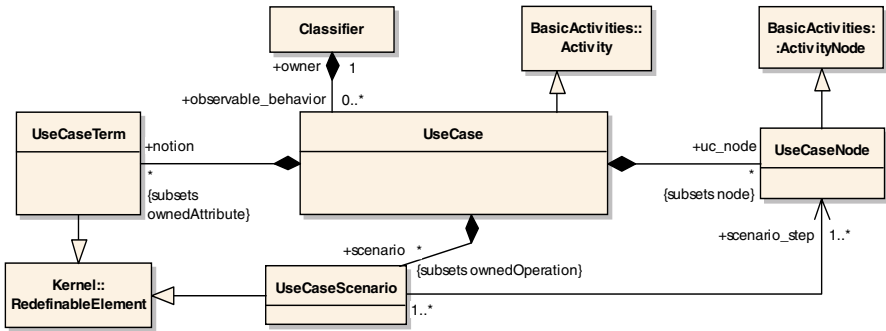 Classifier
BasicActivities::
Activity
BasicActivities:
:ActivityNode
+owner
1
+observable_behavior
0..*
UseCaseTerm
+notion
*
{subsets
ownedAttribute}
UseCase
+uc_node
*
{subsets node}
UseCaseNode
+scenario_step
1..*
+scenario
*
{subsets ownedOperation}
Kernel::
RedefinableElement
UseCaseScenario
1..*